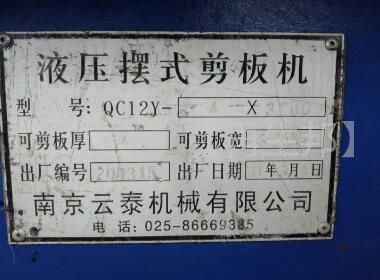 液压摆式剪板机
型 号: QC12Y- 4 X
可剪板厚 4 可剪板宽
出厂编号 出厂日期 年 月 日
南京云泰机械有限公司
电话: 025-86669385